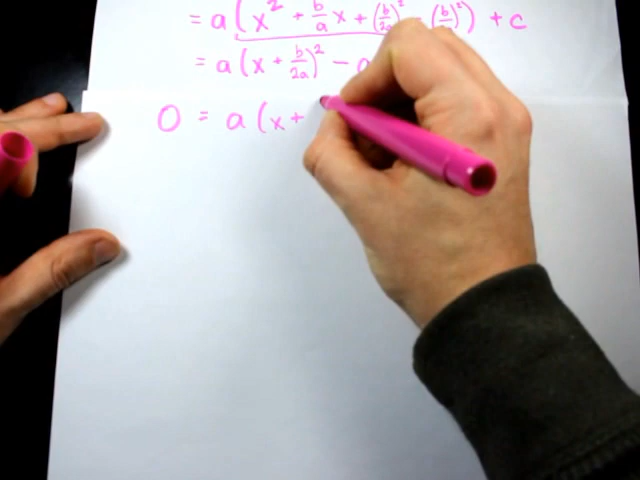 = a(x² + b/a x + (b/2a)² - (b/2a)²) + c
= a(x + b/2a)² - a
0 = a(x+